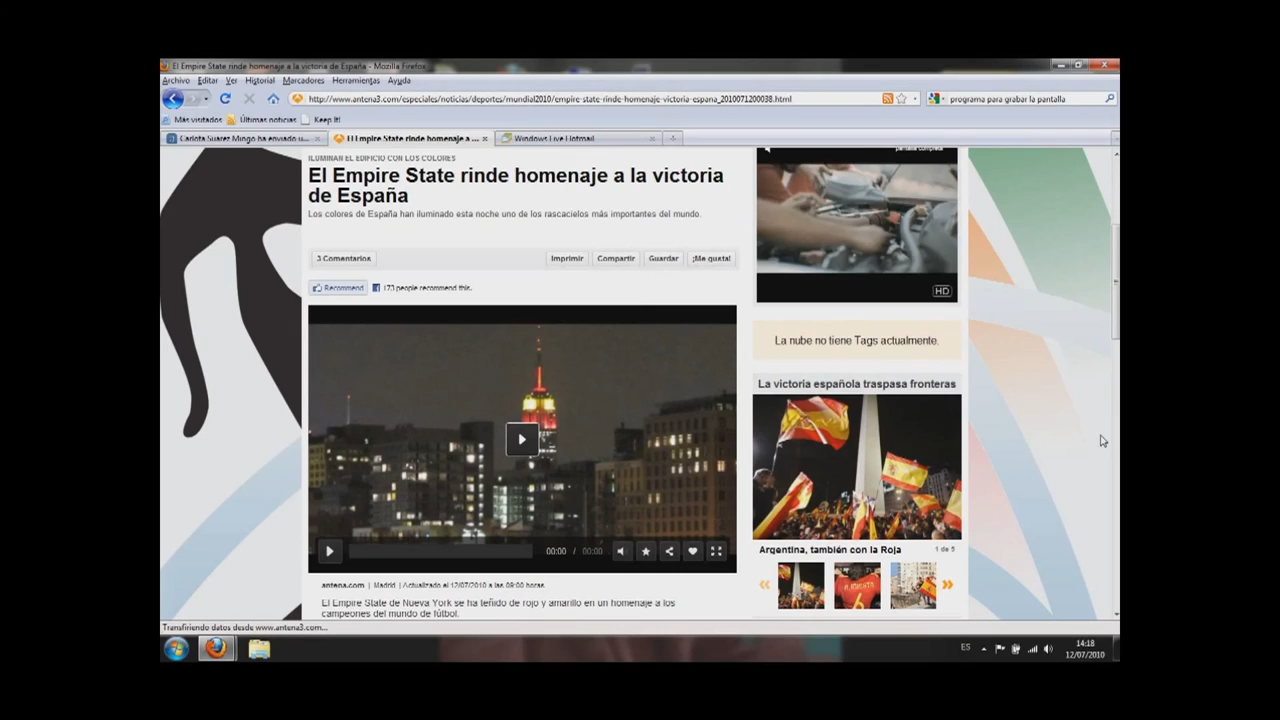 El Empire State rinde homenaje a la victoria de España - Mozilla Firefox
Archivo Editar Ver Historial Marcadores Herramientas Ayuda
http://www.antena3.com/especiales/noticias/deportes/mundial2010/empire-state-rinde-homenaje-victoria-espana_2010071200038.html
programa para grabar la pantalla
Más visitados Últimas noticias Keep It!
Carlota Suarez Mingo ha enviado u... El Empire State rinde homenaje a ... Windows Live Hotmail
ILUMINAN EL EDIFICIO CON LOS COLORES
El Empire State rinde homenaje a la victoria
de España
Los colores de España han iluminado esta noche uno de los rascacielos más importantes del mundo.
3 Comentarios Imprimir Compartir Guardar ¡Me gusta!
Recommend 173 people recommend this.
00:00 / 00:00
antena.com | Madrid | Actualizado el 12/07/2010 a las 09:00 horas
El Empire State de Nueva York se ha teñido de rojo y amarillo en un homenaje a los
campeones del mundo de fútbol.
pantalla completa
HD
La nube no tiene Tags actualmente.
La victoria española traspasa fronteras
Argentina, también con la Roja 1 de 5
Transfiriendo datos desde www.antena3.com...
ES
14:18
12/07/2010